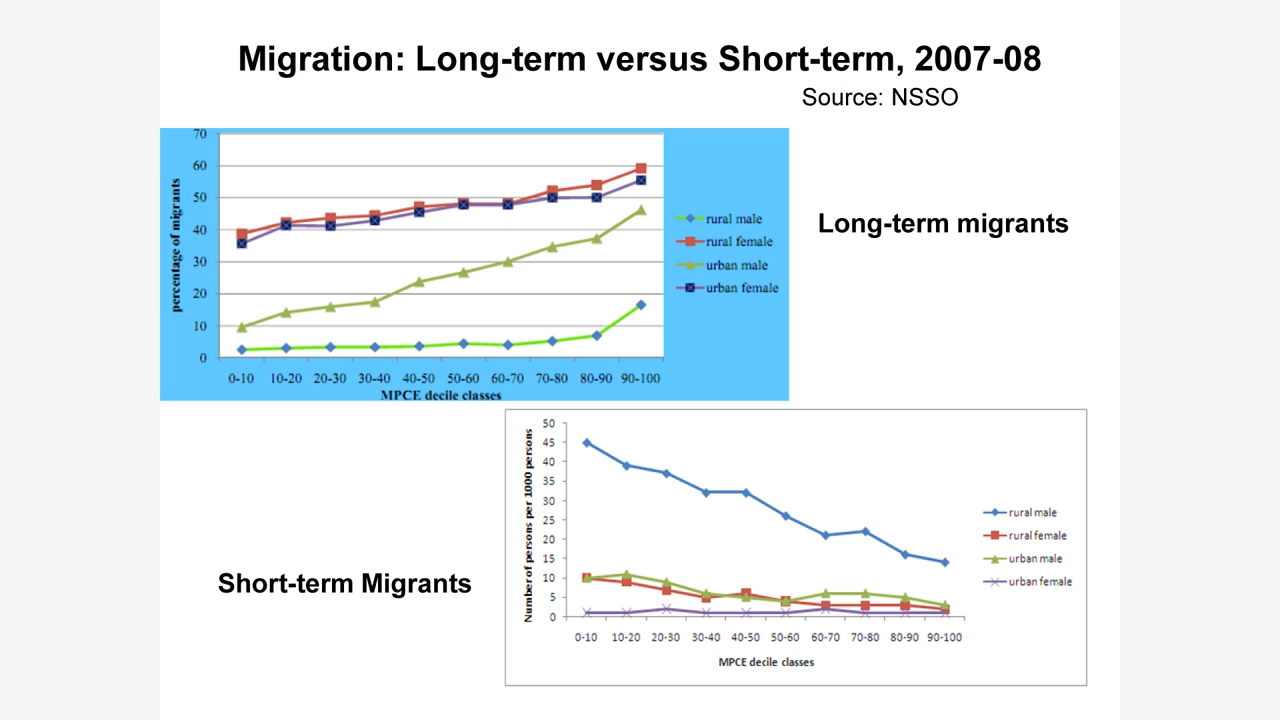 Migration: Long-term versus Short-term, 2007-08
Source: NSSO
70
60
50
40
30
20
10
0
percentage of migrants
0-10 10-20 20-30 30-40 40-50 50-60 60-70 70-80 80-90 90-100
MPCE decile classes
rural male
rural female
urban male
urban female
Long-term migrants
Short-term Migrants
50
45
40
35
30
25
20
15
10
5
0
Number of persons per 1000 persons
0-10 10-20 20-30 30-40 40-50 50-60 60-70 70-80 80-90 90-100
MPCE decile classes
rural male
rural female
urban male
urban female